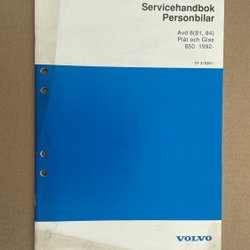 Servicehandbok
Personbilar
Avd 8(81, 84)
Plåt och Glas
850 1992-
VOLVO